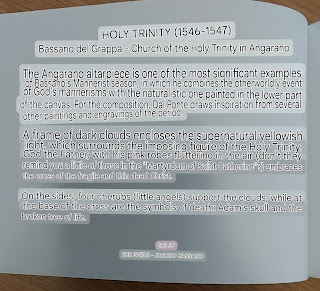 HOLY TRINITY (1546-1547)
Bassano del Grappa - Church of the Holy Trinity in Angarano
The Angarano altarpiece is one of the most significant examples
of Bassano's Mannerist season, in which he combines the otherworldly event
of God's mannerisms with the naturalistic one painted in the lower part
of the canvas. For the composition, Dal Ponte draws inspiration from several
other paintings and engravings of the period.
A frame of dark clouds encloses the supernatural yellowish
light, which surrounds the imposing figure of the Holy Trinity.
God the Father, with his pink robes fluttering in the air (don't they
remind you a little of those in the "Martyrdom of Saint Catherine"?) embraces
the cross of the fragile and thin dead Christ.
On the sides, four cherubs (little angels) support the clouds, while at
the base of the cross are the symbols of death: Adam's skull and the
broken tree of life.